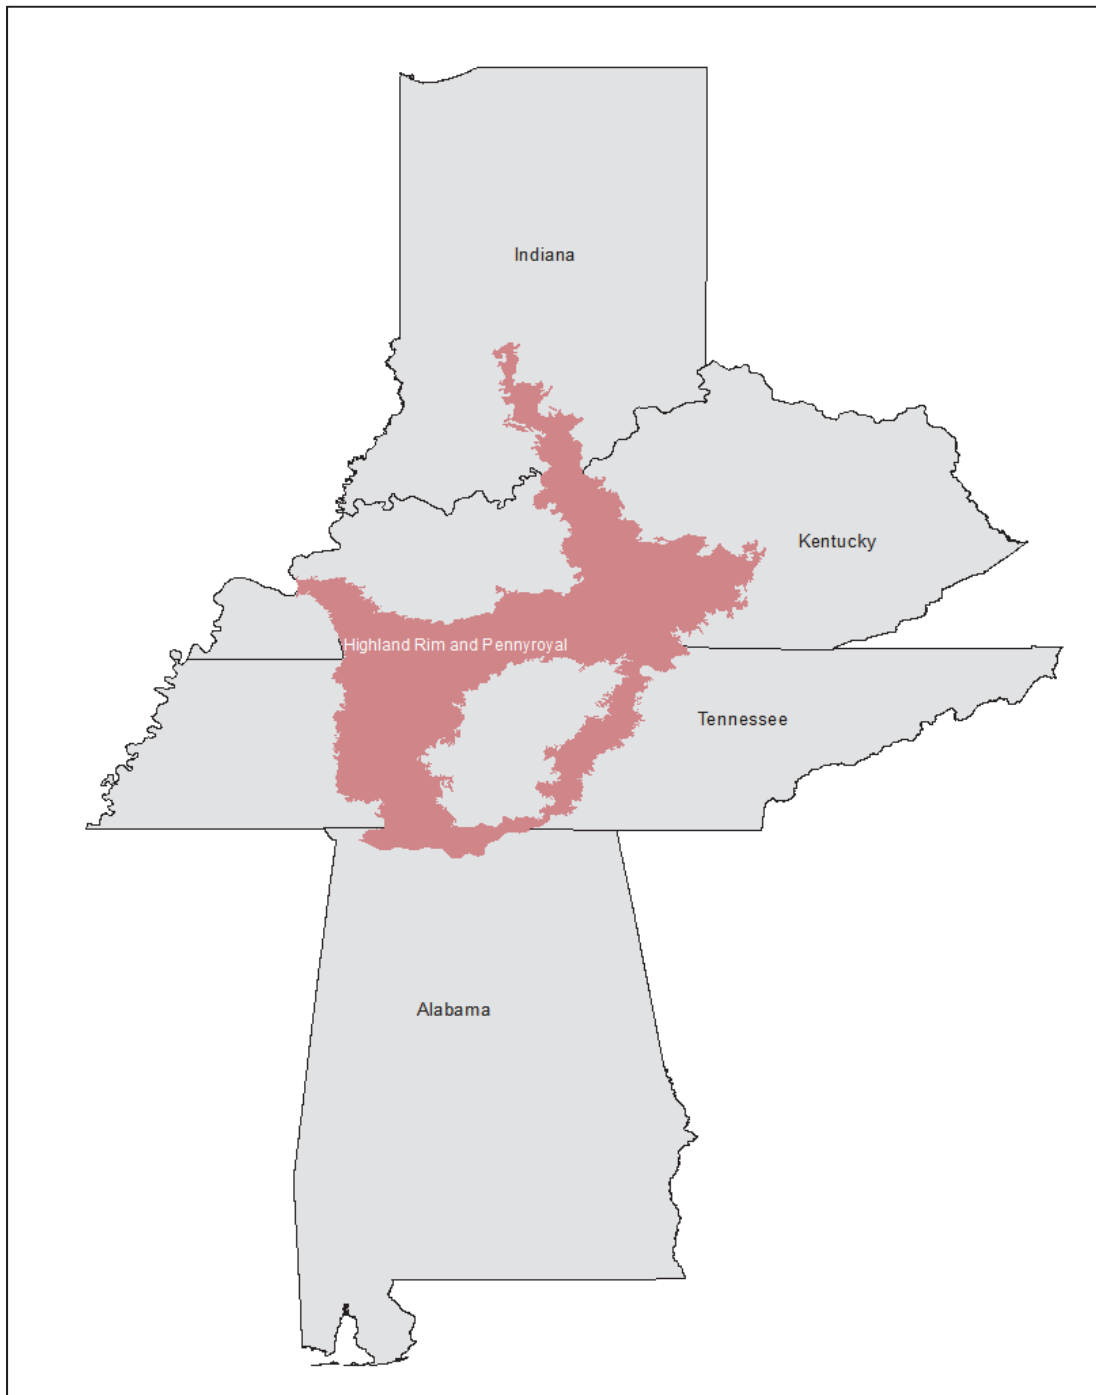 Indiana
Kentucky
Highland Rim and Pennyroyal
Tennessee
Alabama